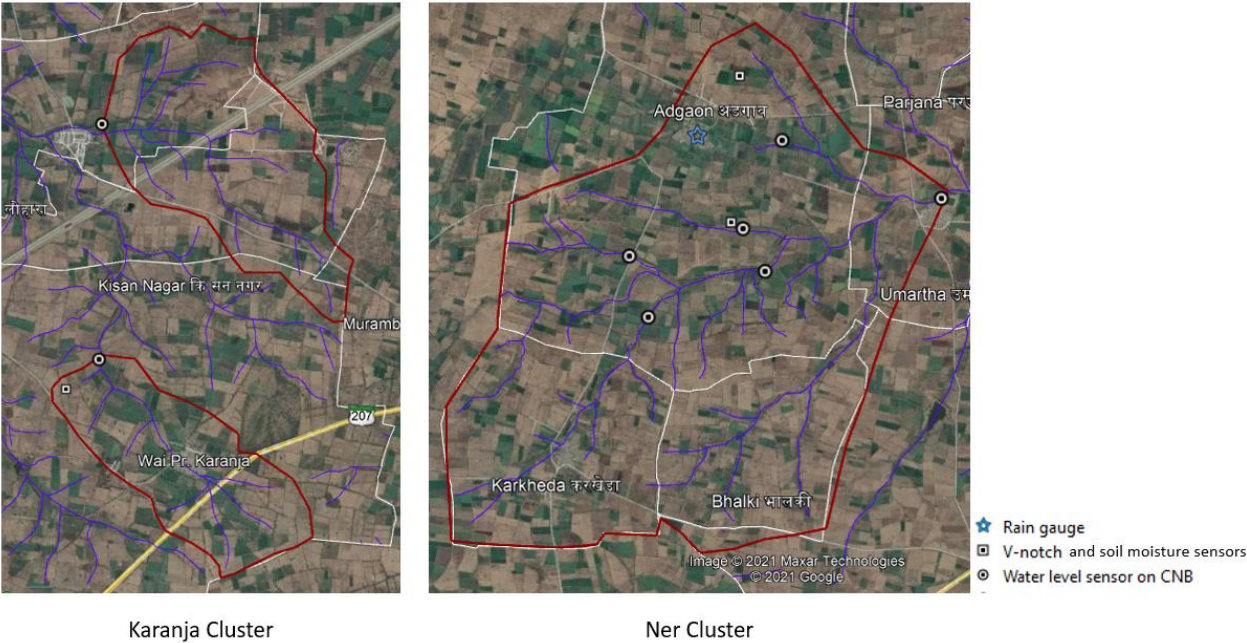 लोहारा
Kisan Nagar कि सन नगर
Muramb
207
Wai Pr. Karanja
Adgaon अडगाव
Parjana
Umartha उम
Karkheda करखेडा
Bhalki भालकी
Image © 2021 Maxar Technologies
© 2021 Google
Rain gauge
V-notch and soil moisture sensors
Water level sensor on CNB
Karanja Cluster
Ner Cluster